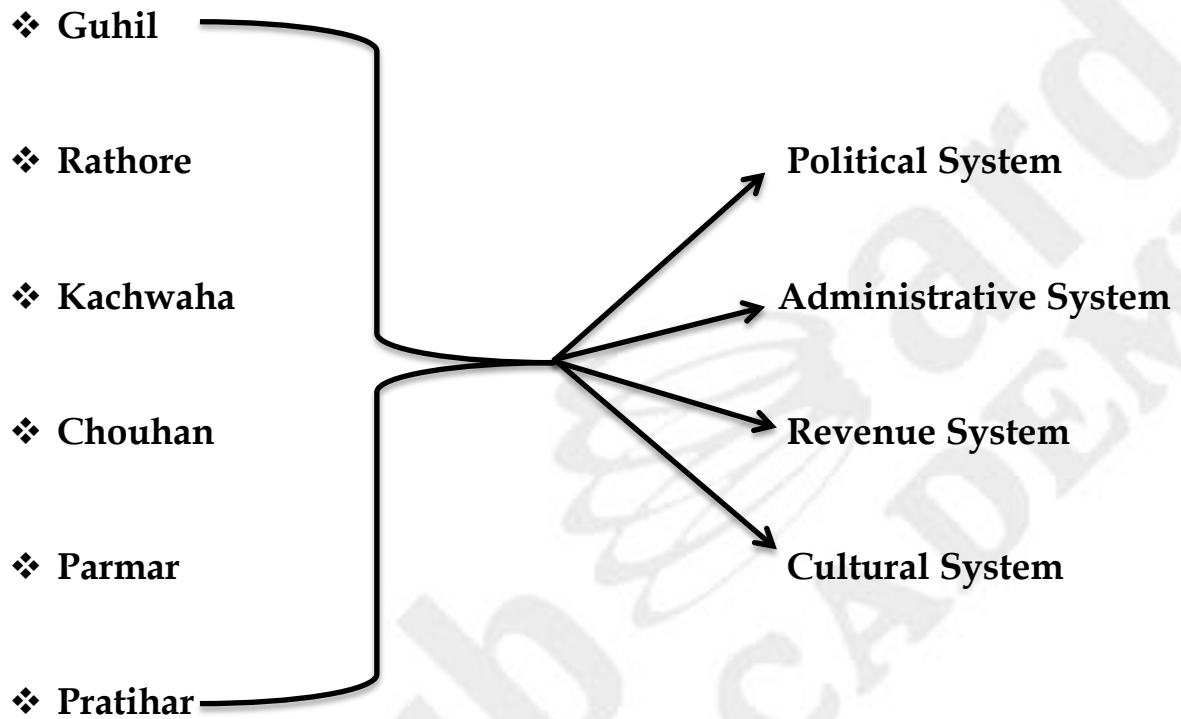 ❖ Guhil
❖ Rathore
Political System
❖ Kachwaha
Administrative System
❖ Chouhan
Revenue System
❖ Parmar
Cultural System
❖ Pratihar